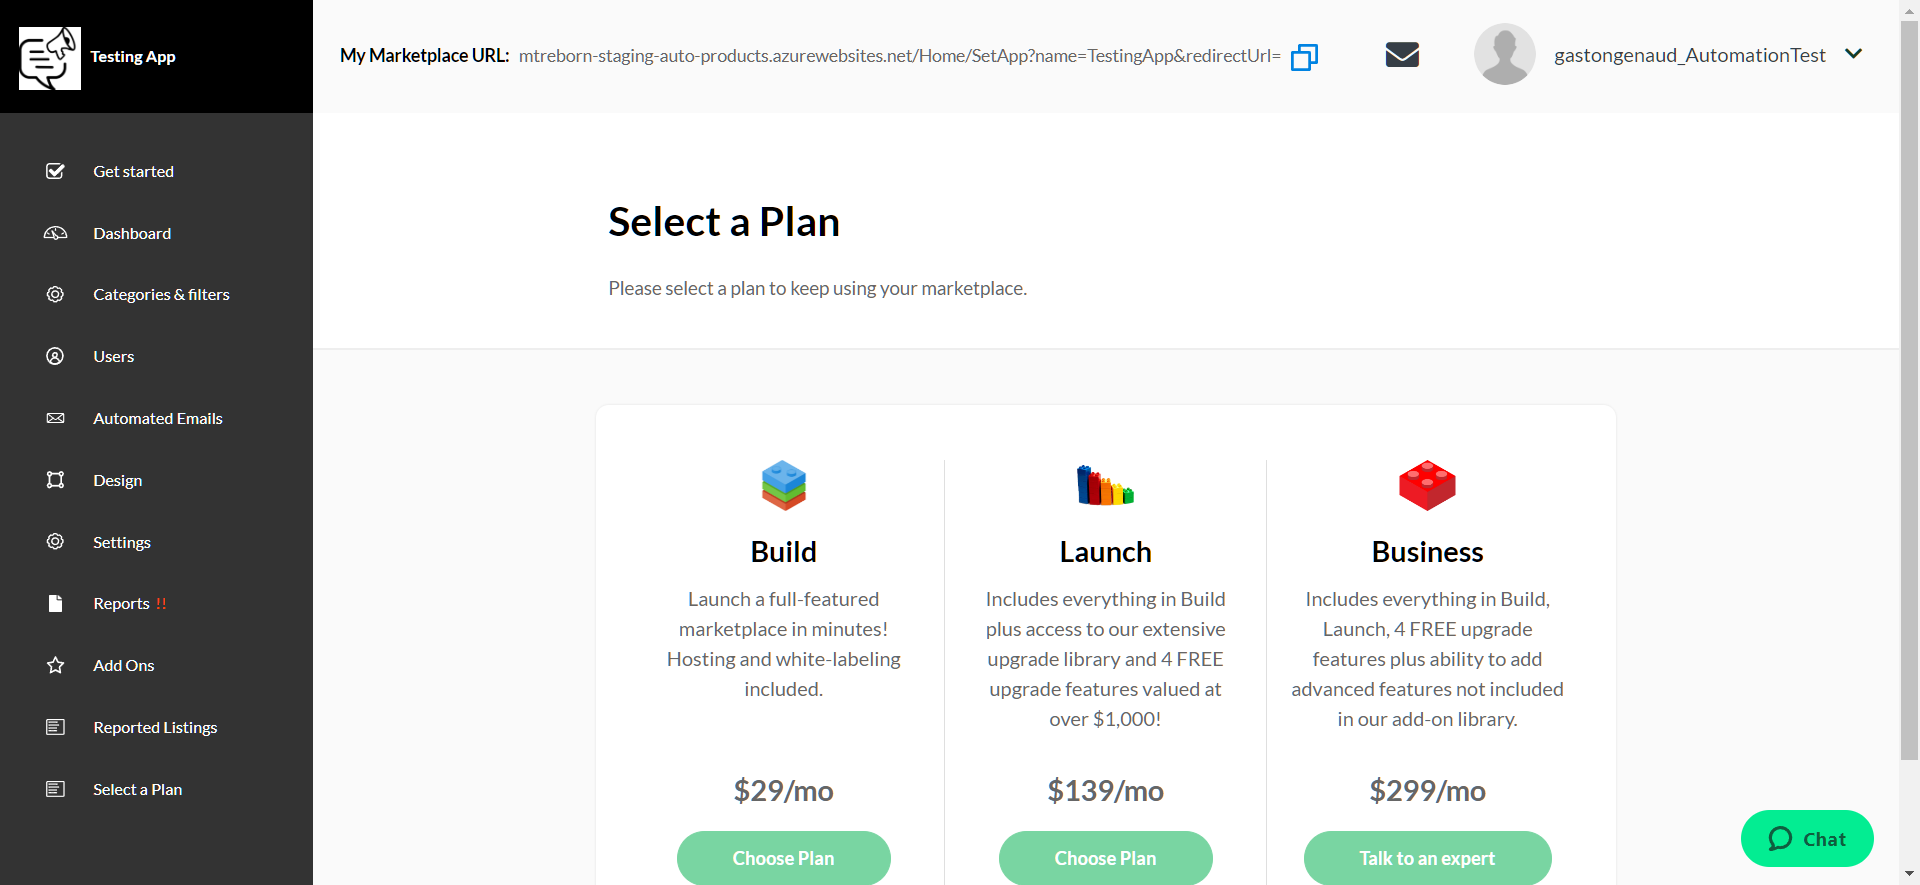 Testing App
My Marketplace URL: mtreborn-staging-auto-products.azurewebsites.net/Home/SetApp?name=TestingApp&redirectUrl=
gastongenaud_AutomationTest
Get started
Dashboard
Categories & filters
Users
Automated Emails
Design
Settings
Reports !!
Add Ons
Reported Listings
Select a Plan
Select a Plan
Please select a plan to keep using your marketplace.
Build
Launch a full-featured
marketplace in minutes!
Hosting and white-labeling
included.
$29/mo
Choose Plan
Launch
Includes everything in Build
plus access to our extensive
upgrade library and 4 FREE
upgrade features valued at
over $1,000!
$139/mo
Choose Plan
Business
Includes everything in Build,
Launch, 4 FREE upgrade
features plus ability to add
advanced features not included
in our add-on library.
$299/mo
Talk to an expert
Chat